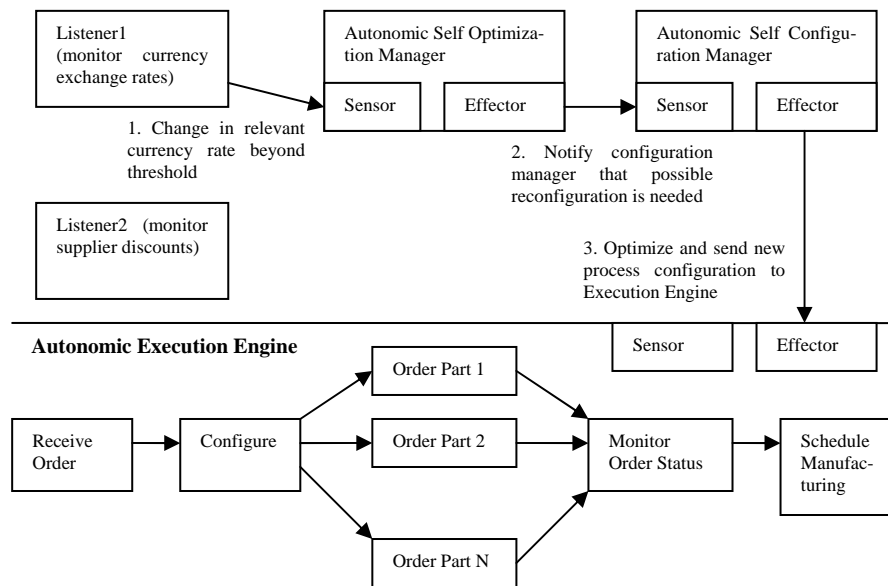 Listener1
(monitor currency
exchange rates)
Autonomic Self Optimiza-
tion Manager
Sensor
Effector
Autonomic Self Configu-
ration Manager
Sensor
Effector
1. Change in relevant
currency rate beyond
threshold
2. Notify configuration
manager that possible
reconfiguration is needed
Listener2 (monitor
supplier discounts)
3. Optimize and send new
process configuration to
Execution Engine
Autonomic Execution Engine
Sensor
Effector
Receive
Order
Configure
Order Part 1
Order Part 2
Order Part N
Monitor
Order Status
Schedule
Manufac-
turing